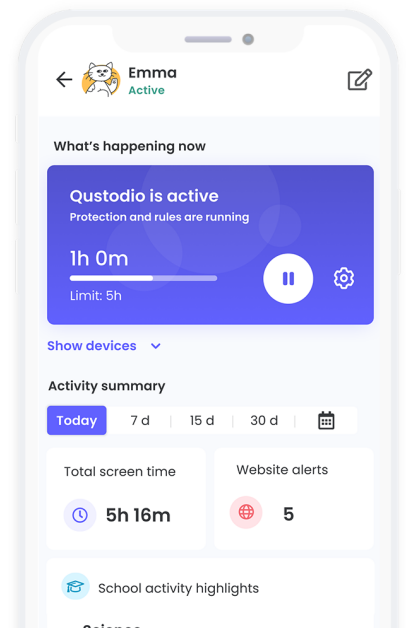 Emma
Active
What's happening now
Qustodio is active
Protection and rules are running
1h 0m
Limit: 5h
Show devices
Activity summary
Today 7 d 15 d 30 d
Total screen time
Website alerts
5h 16m
5
School activity highlights